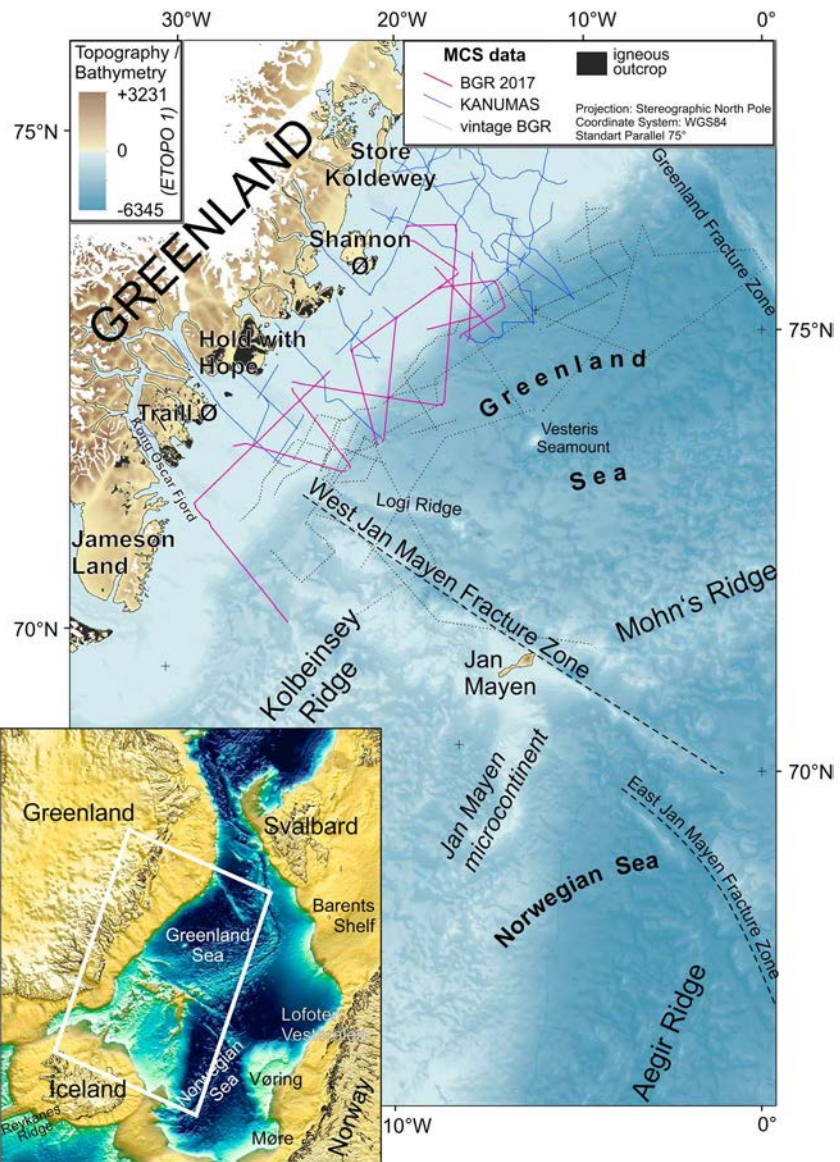 30°W
20°W
10°W
0°
Topography /
Bathymetry
+3231
0
-6345
(ETOPO 1)
MCS data
BGR 2017
KANUMAS
vintage BGR
igneous
outcrop
Projection: Stereographic North Pole
Coordinate System: WGS84
Standart Parallel 75°
75°N
GREENLAND
Store
Koldewey
Greenland Fracture Zone
Shannon
Ø
75°N
Hold with
Hope
Greenland
Traill Ø
Kong Oscar Fjord
Vesteris
Seamount
Sea
Logi Ridge
West Jan Mayen Fracture Zone
Jameson
Land
Mohn's Ridge
70°N
Kolbeinsey
Ridge
Jan
Mayen
70°N
Jan Mayen
microcontinent
East Jan Mayen Fracture Zone
Norwegian Sea
Aegir Ridge
Greenland
Svalbard
Barents
Shelf
Greenland
Sea
Lofoten
Norwegian
Sea
Vøring
Iceland
Reykanes
Ridge
Møre
Norway
10°W
0°